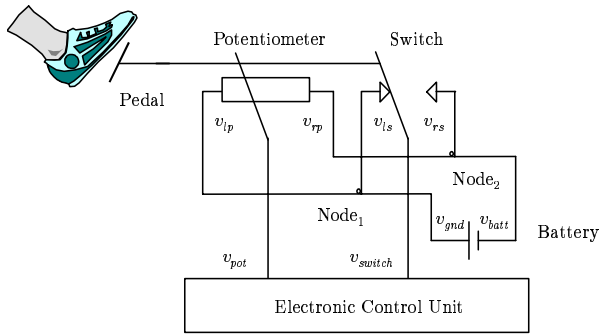 Potentiometer
Switch
Pedal
v_lp
v_rp
v_ls
v_rs
Node_2
Node_1
v_gnd
v_batt
Battery
v_pot
v_switch
Electronic Control Unit